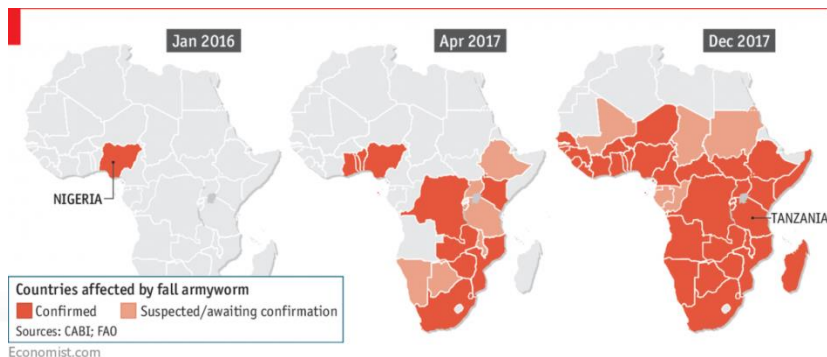 Jan 2016
Apr 2017
Dec 2017
NIGERIA
TANZANIA
Countries affected by fall armyworm
Confirmed Suspected/awaiting confirmation
Sources: CABI; FAO
Economist.com